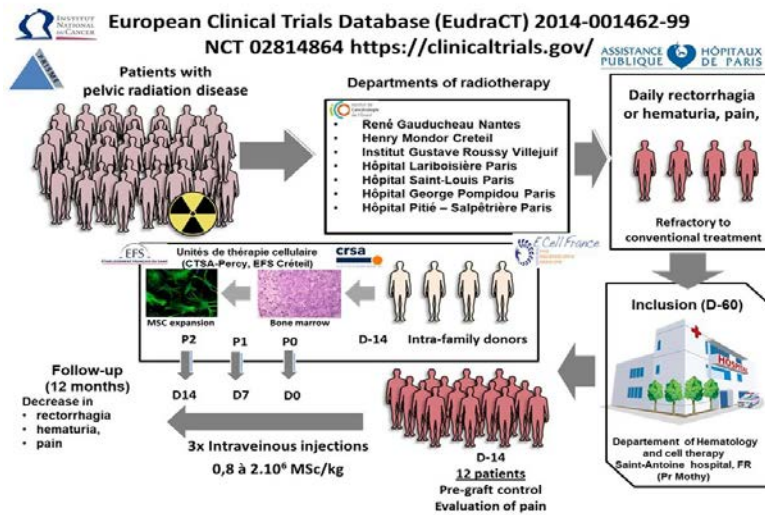 INSTITUT
NATIONAL
DU CANCER
European Clinical Trials Database (EudraCT) 2014-001462-99
NCT 02814864 https://clinicaltrials.gov/
PRISME
ASSISTANCE
PUBLIQUE
HÔPITAUX
DE PARIS
Patients with
pelvic radiation disease
Departments of radiotherapy
• René Gauducheau Nantes
• Henry Mondor Creteil
• Institut Gustave Roussy Villejuif
• Hôpital Lariboisière Paris
• Hôpital Saint-Louis Paris
• Hôpital George Pompidou Paris
• Hôpital Pitié – Salpêtrière Paris
Daily rectorrhagia
or hematuria, pain,
Refractory to
conventional treatment
EFS
Unités de thérapie cellulaire
(CTSA-Percy, EFS Créteil)
crsa
E Cell France
MSC expansion
Bone marrow
D-14
Intra-family donors
P2
P1
P0
D14
D7
D0
Inclusion (D-60)
HOSPITAL
Departement of Hematology
and cell therapy
Saint-Antoine hospital, FR
(Pr Mothy)
Follow-up
(12 months)
Decrease in
• rectorrhagia
• hematuria,
• pain
3x Intraveinous injections
0,8 à 2.10⁶ MSc/kg
D-14
12 patients
Pre-graft control
Evaluation of pain